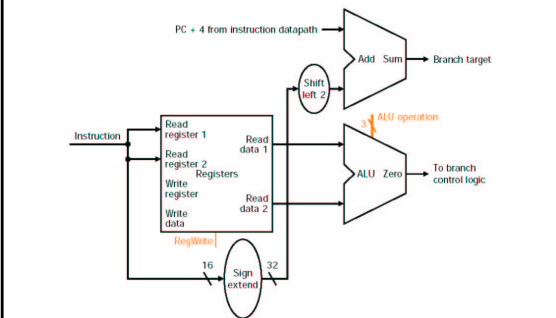 PC + 4 from instruction datapath
Add Sum
Branch target
Shift
left 2
3
ALU operation
Instruction
Read
register 1
Read
data 1
Read
register 2
Registers
Write
register
Write
data
Read
data 2
ALU Zero
To branch
control logic
RegWrite
16
Sign
extend
32